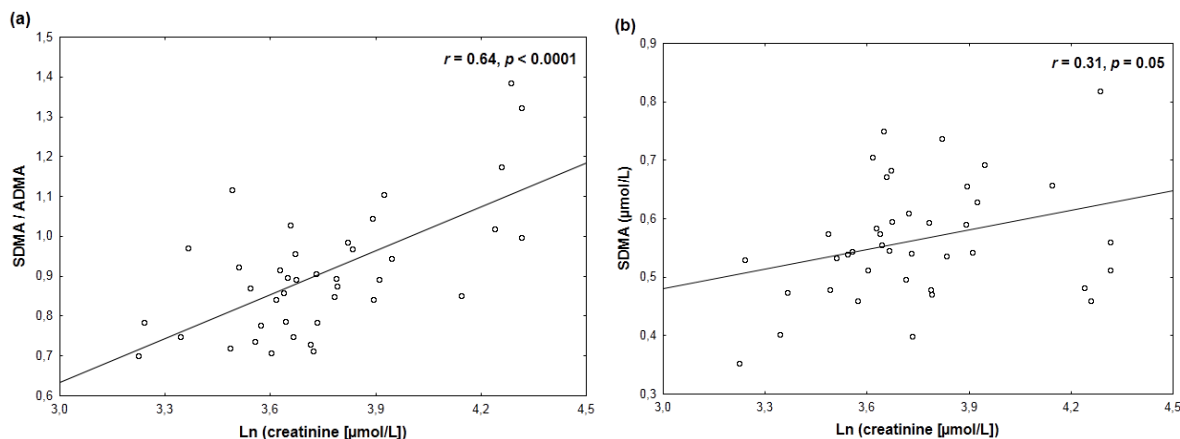 (a)
1,5
1,4
1,3
1,2
1,1
1,0
0,9
0,8
0,7
0,6
SDMA / ADMA
r = 0.64, p < 0.0001
3,0 3,3 3,6 3,9 4,2 4,5
Ln (creatinine [µmol/L])
(b)
0,9
0,8
0,7
0,6
0,5
0,4
0,3
SDMA (µmol/L)
r = 0.31, p = 0.05
3,0 3,3 3,6 3,9 4,2 4,5
Ln (creatinine [µmol/L])